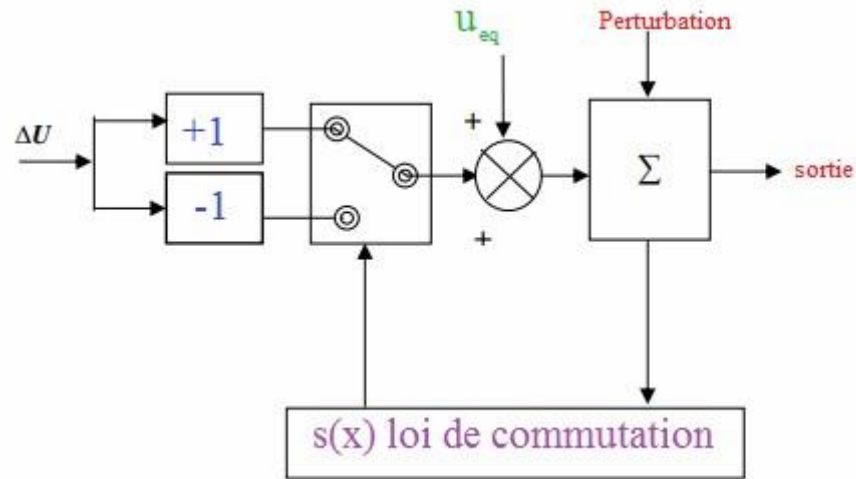 u_eq
Perturbation
ΔU
+1
+
Σ
sortie
-1
+
s(x) loi de commutation